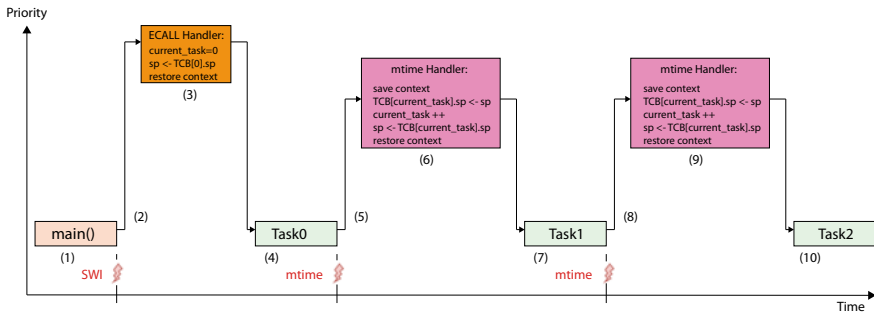 Priority
ECALL Handler:
current_task=0
sp <- TCB[0].sp
restore context
(3)
mtime Handler:
save context
TCB[current_task].sp <- sp
current_task ++
sp <- TCB[current_task].sp
restore context
(6)
mtime Handler:
save context
TCB[current_task].sp <- sp
current_task ++
sp <- TCB[current_task].sp
restore context
(9)
(2)
(5)
(8)
main()
Task0
Task1
Task2
(1)
(4)
(7)
(10)
SWI
mtime
mtime
Time